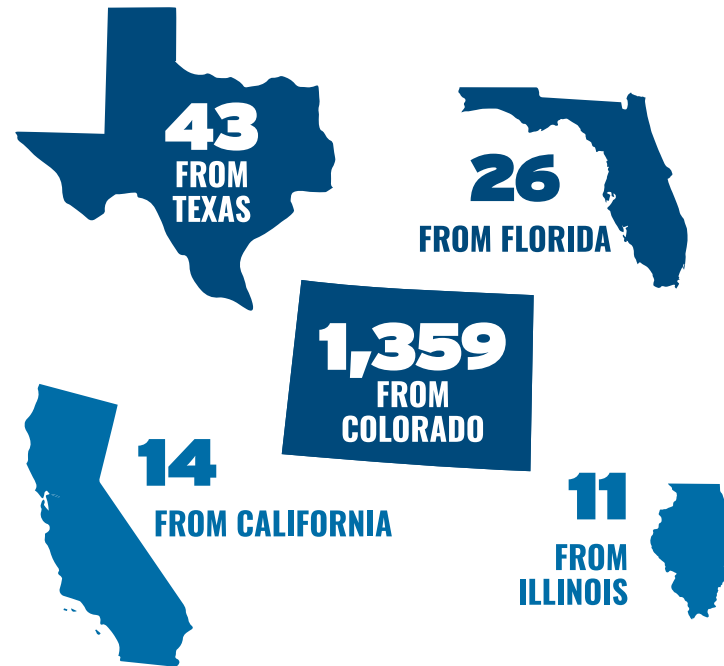 43
FROM
TEXAS
26
FROM FLORIDA
1,359
FROM
COLORADO
14
FROM CALIFORNIA
11
FROM
ILLINOIS